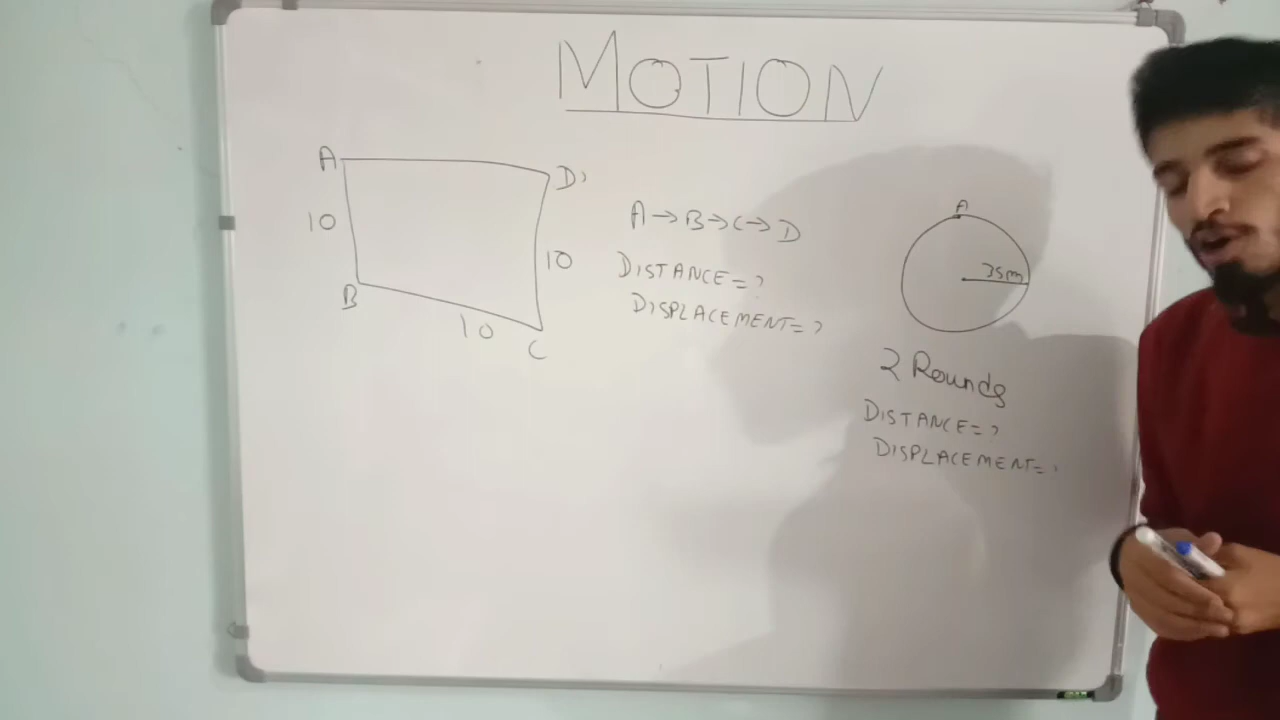 MOTION
A
D
10
A→B→C→D
10
DISTANCE=?
B
DISPLACEMENT=?
10
C
A
35m
2 Rounds
DISTANCE=?
DISPLACEMENT=?